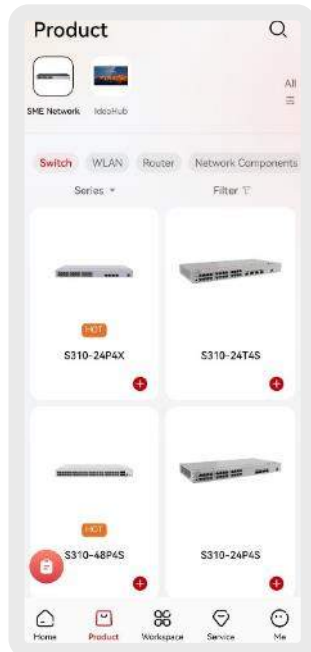 Product
All
SME Network IdeaHub
Switch WLAN Router Network Components
Series Filter
HOT
S310-24P4X S310-24T4S
HOT
S310-48P4S S310-24P4S
Home Product Workspace Service Me